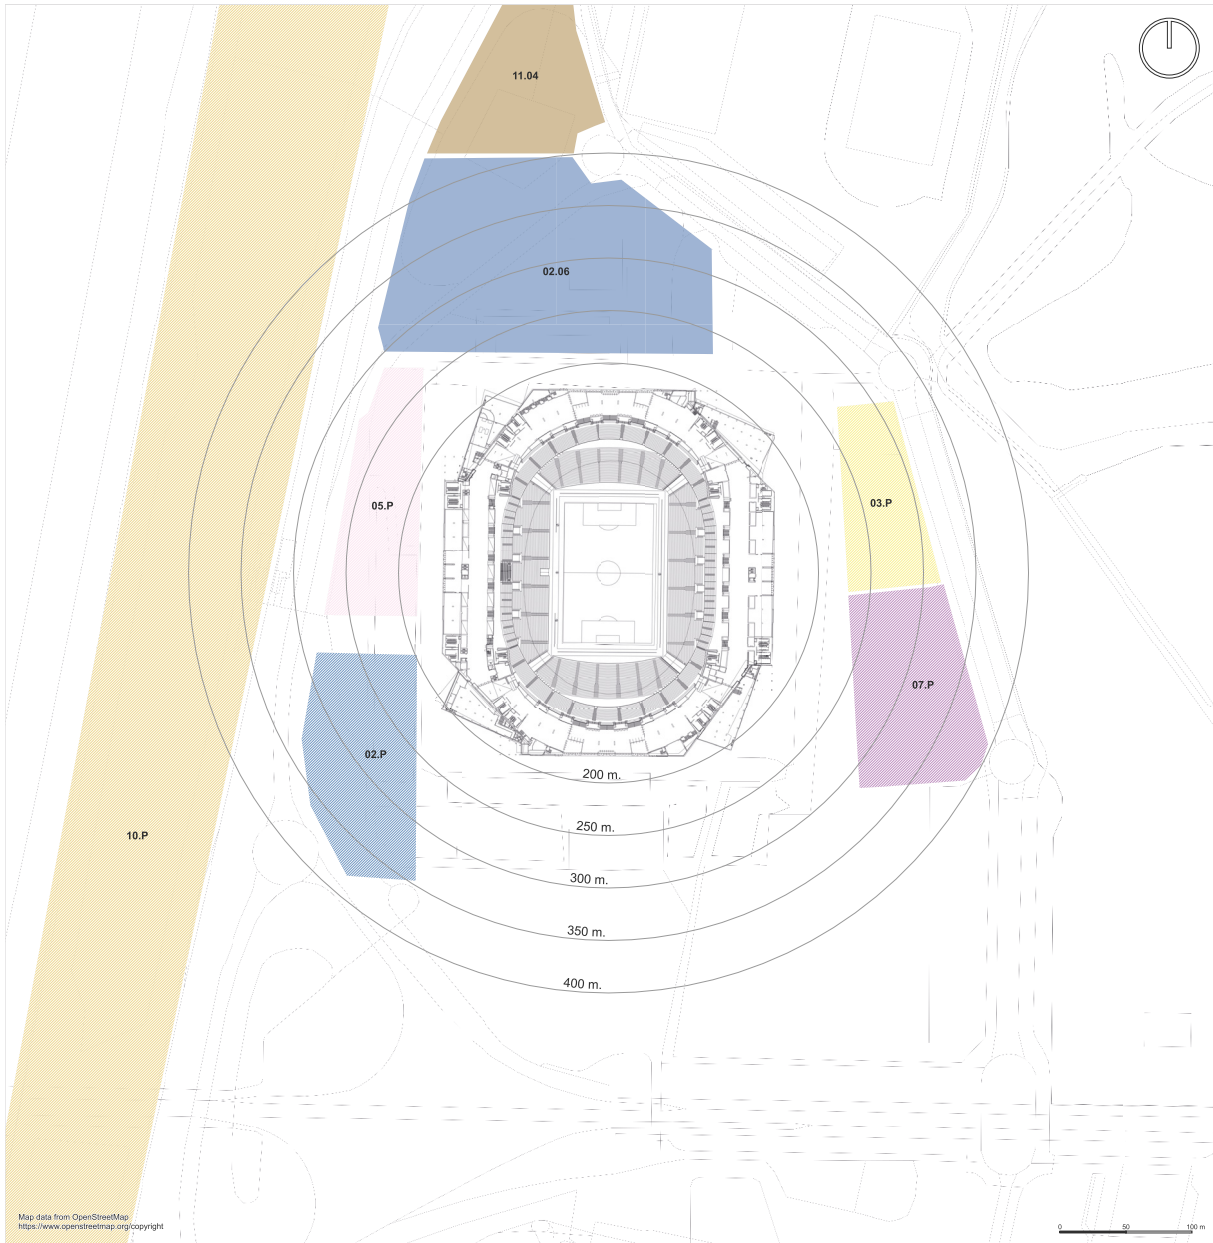 11.04
02.06
05.P
03.P
07.P
02.P
10.P
200 m.
250 m.
300 m.
350 m.
400 m.
Map data from OpenStreetMap
https://www.openstreetmap.org/copyright
0 50 100 m